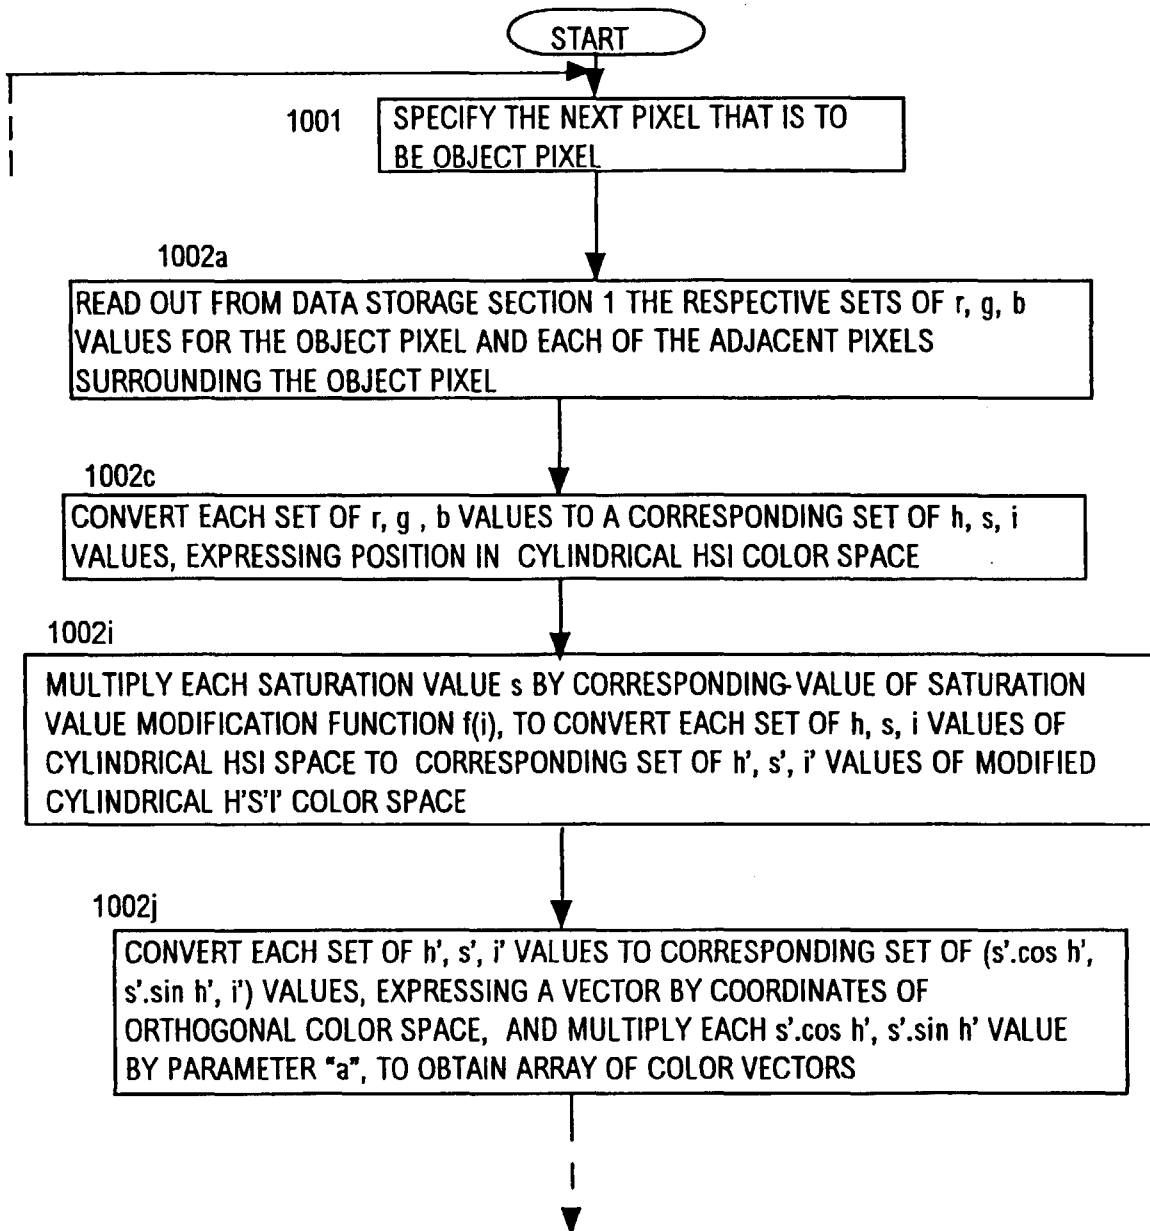 START
1001
SPECIFY THE NEXT PIXEL THAT IS TO
BE OBJECT PIXEL
1002a
READ OUT FROM DATA STORAGE SECTION 1 THE RESPECTIVE SETS OF r, g, b
VALUES FOR THE OBJECT PIXEL AND EACH OF THE ADJACENT PIXELS
SURROUNDING THE OBJECT PIXEL
1002c
CONVERT EACH SET OF r, g , b VALUES TO A CORRESPONDING SET OF h, s, i
VALUES, EXPRESSING POSITION IN CYLINDRICAL HSI COLOR SPACE
1002i
MULTIPLY EACH SATURATION VALUE s BY CORRESPONDING-VALUE OF SATURATION
VALUE MODIFICATION FUNCTION f(i), TO CONVERT EACH SET OF h, s, i VALUES OF
CYLINDRICAL HSI SPACE TO CORRESPONDING SET OF h', s', i' VALUES OF MODIFIED
CYLINDRICAL H'S'I' COLOR SPACE
1002j
CONVERT EACH SET OF h', s', i' VALUES TO CORRESPONDING SET OF (s'.cos h',
s'.sin h', i') VALUES, EXPRESSING A VECTOR BY COORDINATES OF
ORTHOGONAL COLOR SPACE, AND MULTIPLY EACH s'.cos h', s'.sin h' VALUE
BY PARAMETER "a", TO OBTAIN ARRAY OF COLOR VECTORS